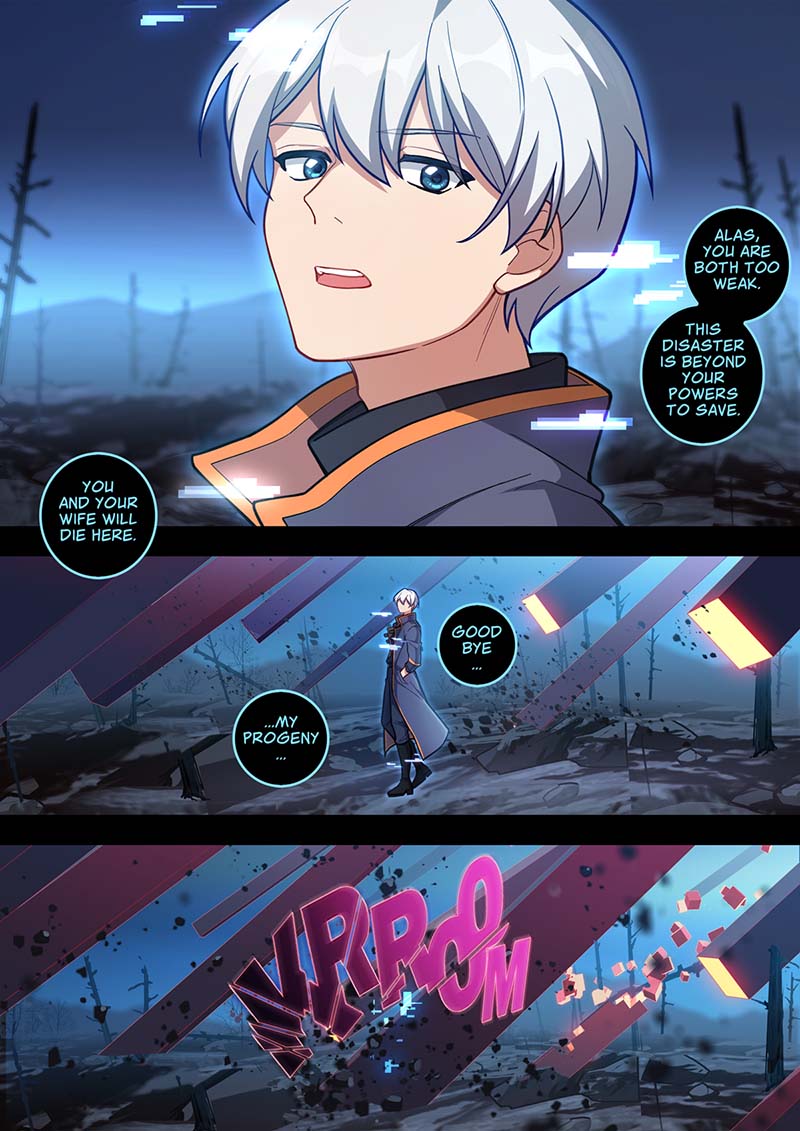 ALAS,
YOU ARE
BOTH TOO
WEAK.
THIS
DISASTER
IS BEYOND
YOUR
POWERS
TO SAVE.
YOU
AND YOUR
WIFE WILL
DIE HERE.
GOOD
BYE
...
...MY
PROGENY
...
VRRROOOM